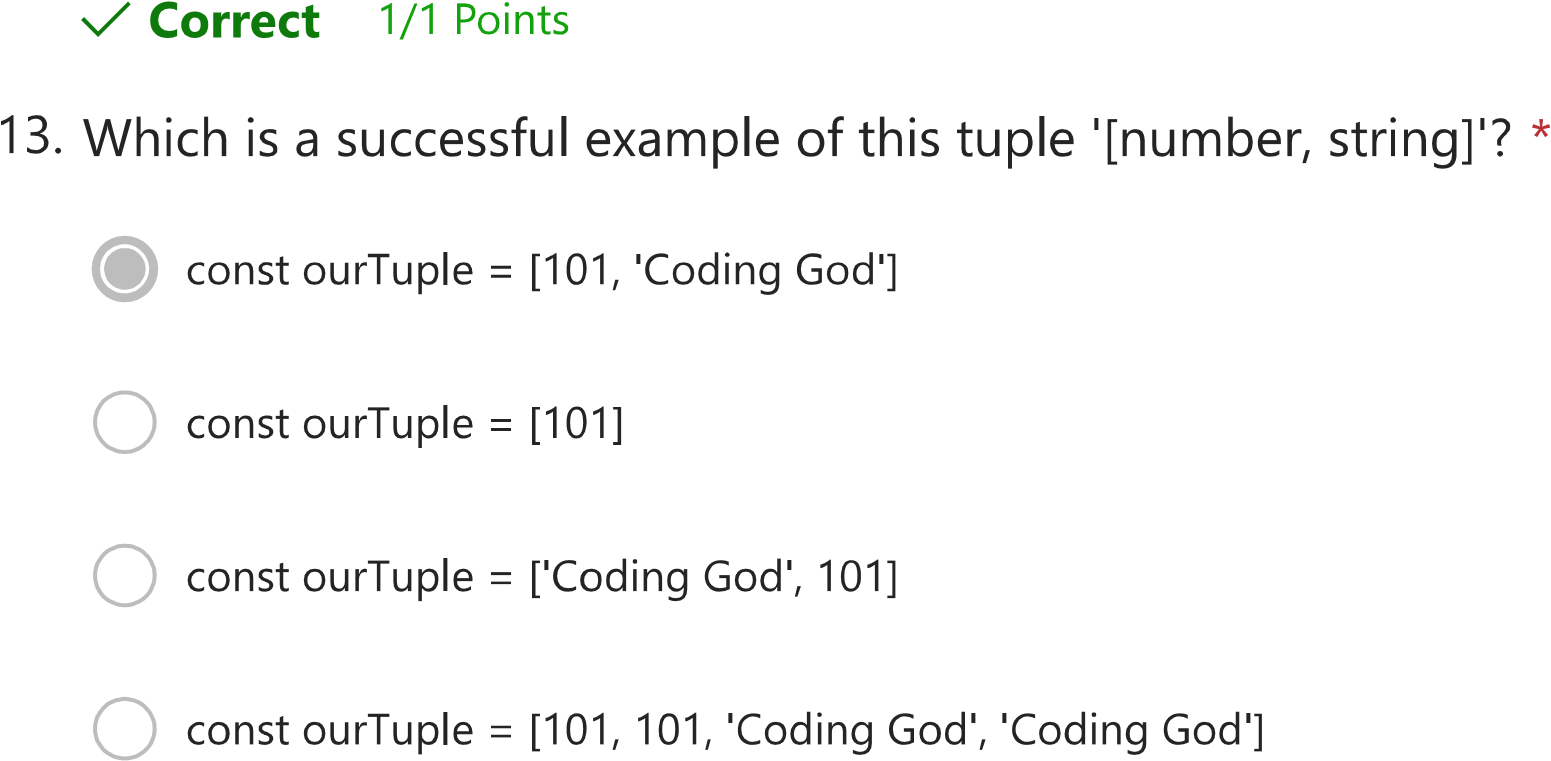 Correct 1/1 Points
13. Which is a successful example of this tuple '[number, string]'? *
const ourTuple = [101, 'Coding God']
const ourTuple = [101]
const ourTuple = ['Coding God', 101]
const ourTuple = [101, 101, 'Coding God', 'Coding God']